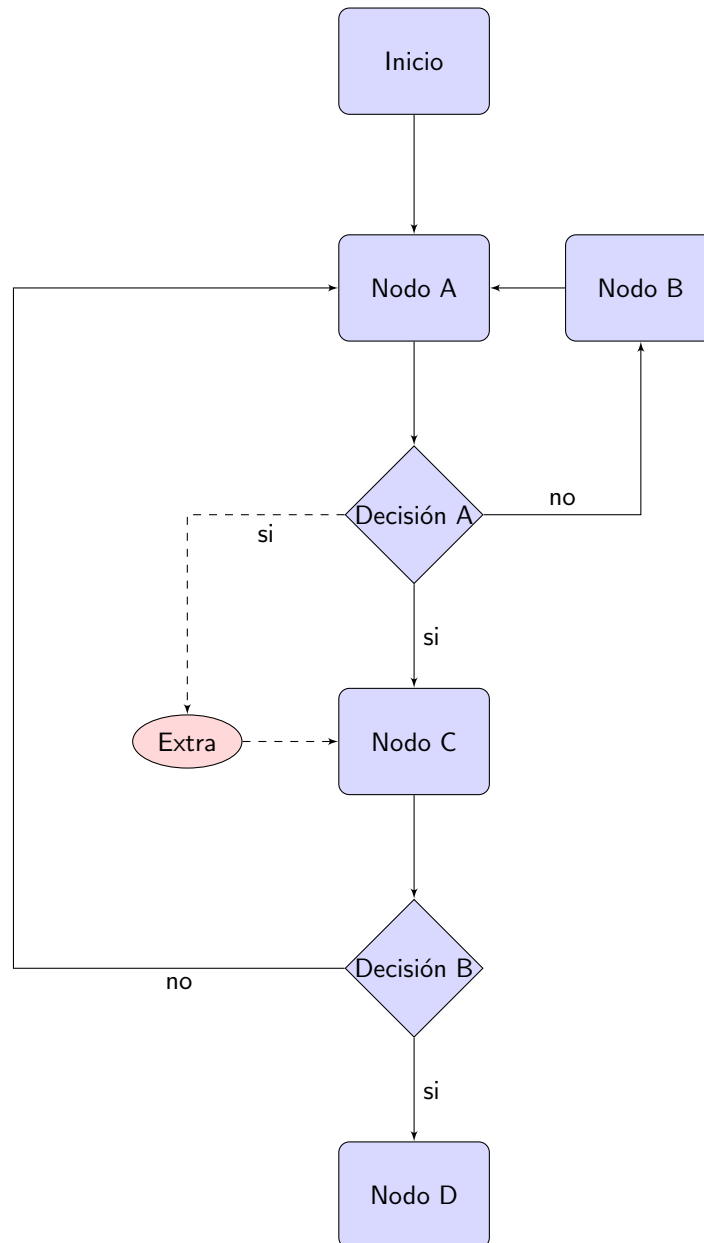 Inicio
Nodo A
Nodo B
Decisión A
no
si
si
Extra
Nodo C
Decisión B
no
si
Nodo D